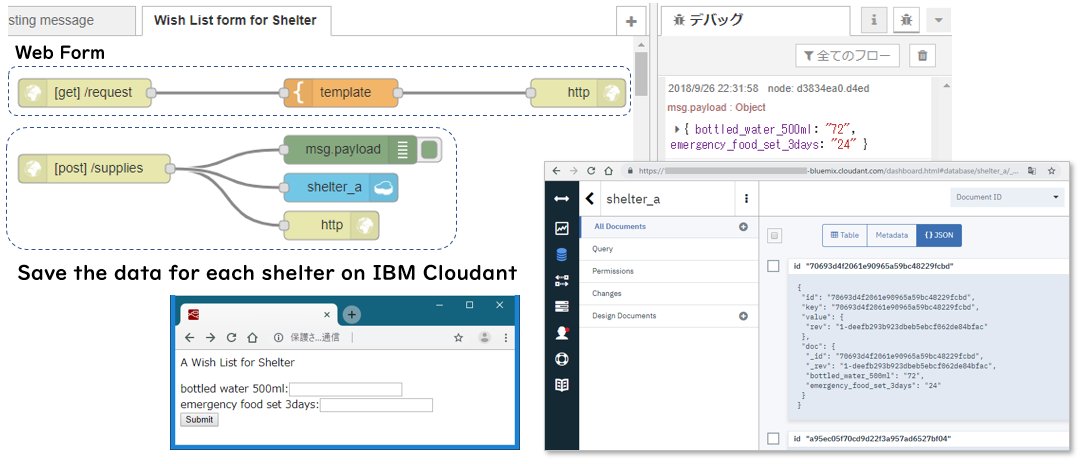 sting message
Wish List form for Shelter
+
デバッグ
i
Web Form
全てのフロー
[get] /request
template
http
2018/9/26 22:31:58 node: d3834ea0.d4ed
msg.payload : Object
{ bottled_water_500ml: "72",
emergency_food_set_3days: "24" }
[post] /supplies
msg.payload
shelter_a
http
Save the data for each shelter on IBM Cloudant
A Wish List for Shelter
bottled water 500ml:
emergency food set 3days:
Submit
保護さ...通信
https://
-bluemix.cloudant.com/dashboard.html#database/shelter_a/_...
shelter_a
Document ID
All Documents
Query
Permissions
Changes
Design Documents
Table
Metadata
{} JSON
id "70693d4f2061e90965a59bc48229fcbd"
{
"id": "70693d4f2061e90965a59bc48229fcbd",
"key": "70693d4f2061e90965a59bc48229fcbd",
"value": {
"rev": "1-deefb293b923dbeb5ebcf062de84bfac"
},
"doc": {
"_id": "70693d4f2061e90965a59bc48229fcbd",
"_rev": "1-deefb293b923dbeb5ebcf062de84bfac",
"bottled_water_500ml": "72",
"emergency_food_set_3days": "24"
}
}
id "a95ec05f70cd9d22f3a957ad6527bf04"